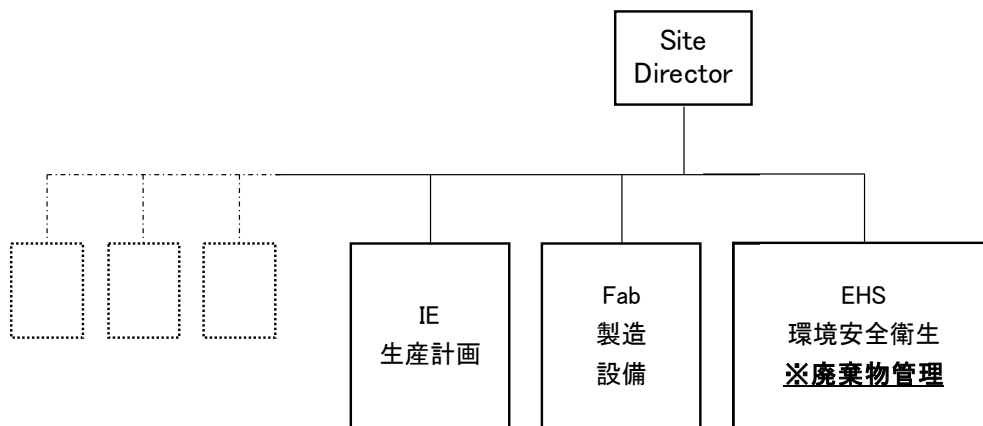 Site
Director
IE
生産計画
Fab
製造
設備
EHS
環境安全衛生
※廃棄物管理